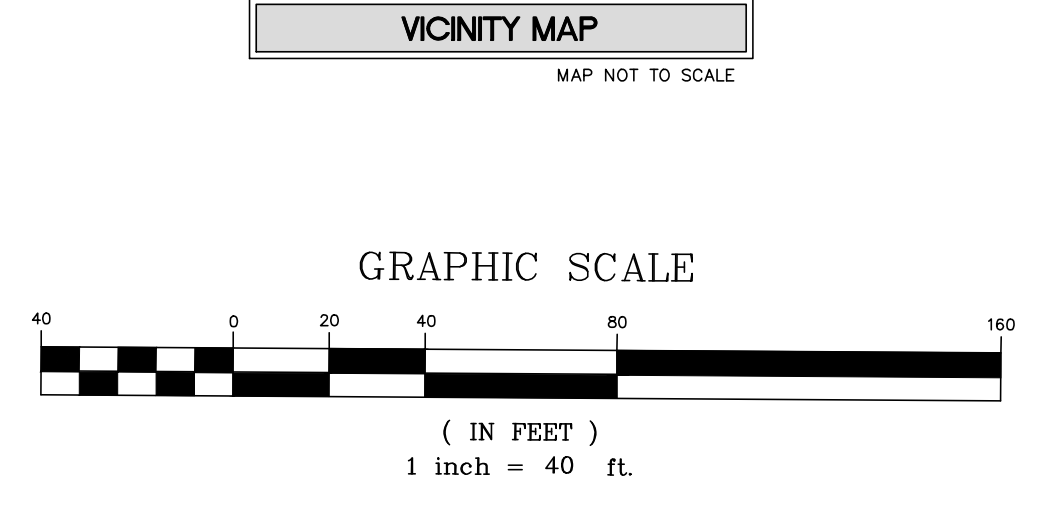 VICINITY MAP
MAP NOT TO SCALE
GRAPHIC SCALE
40 0 20 40 80 160
( IN FEET )
1 inch = 40 ft.